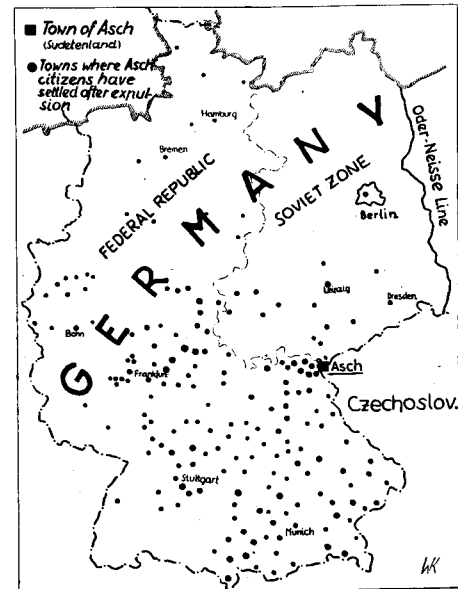 Town of Asch
(Sudetenland)
Towns where Asch
citizens have
settled after expul-
sion
Hamburg
Bremen
GERMANY
FEDERAL REPUBLIC
SOVIET ZONE
Oder-Neisse Line
Berlin
Leipzig
Dresden
Bonn
Frankfurt
Asch
Czechoslov.
Stuttgart
Munich
WK